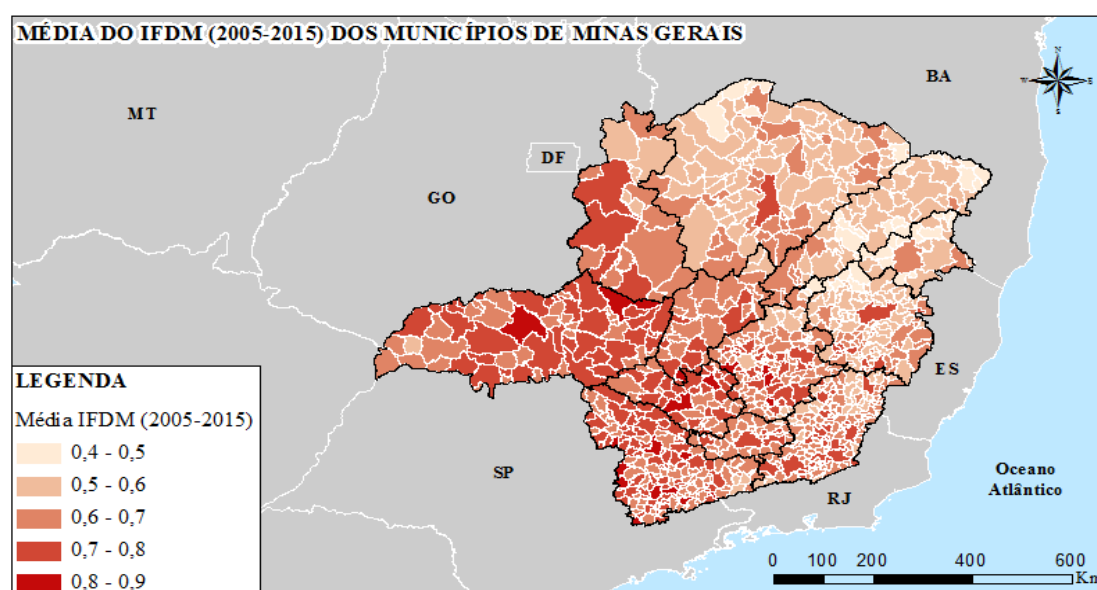 MÉDIA DO IFDM (2005-2015) DOS MUNICÍPIOS DE MINAS GERAIS
N
W E
S
BA
MT
DF
GO
ES
SP
RJ
Oceano
Atlântico
LEGENDA
Média IFDM (2005-2015)
0,4 - 0,5
0,5 - 0,6
0,6 - 0,7
0,7 - 0,8
0,8 - 0,9
0 100 200 400 600
Km